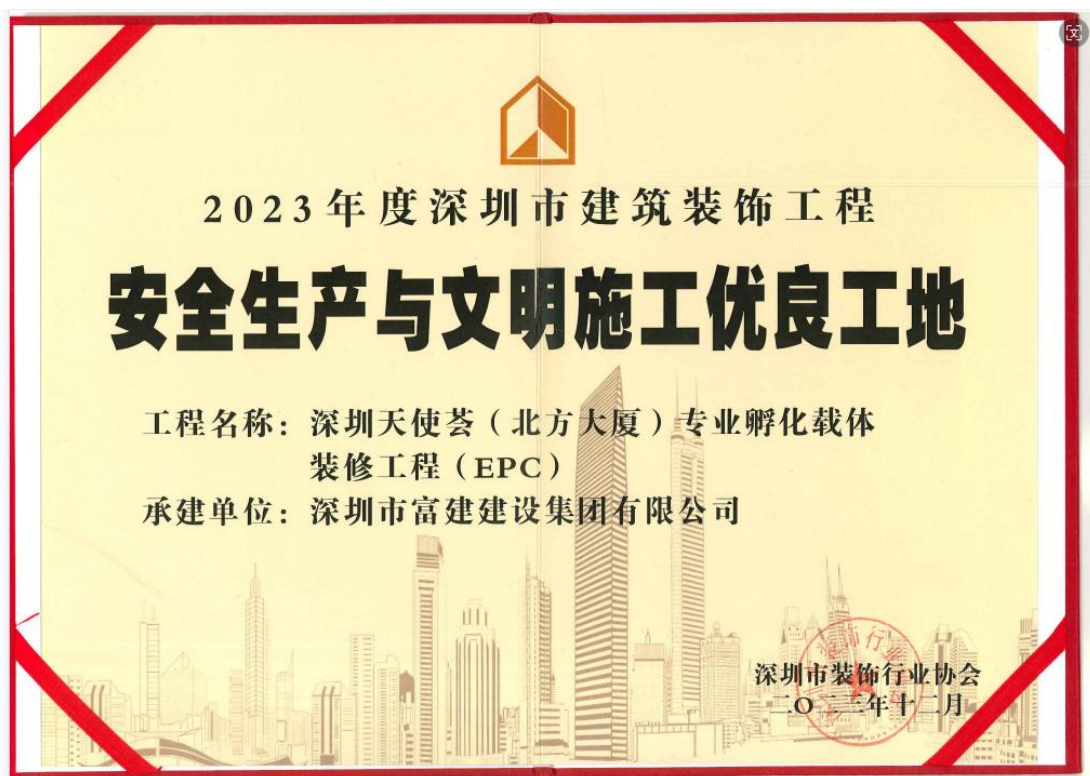 2023年度深圳市建筑装饰工程
安全生产与文明施工优良工地
工程名称：深圳天使荟（北方大厦）专业孵化载体
装修工程（EPC）
承建单位：深圳市富建建设集团有限公司
深圳市装饰行业协会
二〇二三年十二月